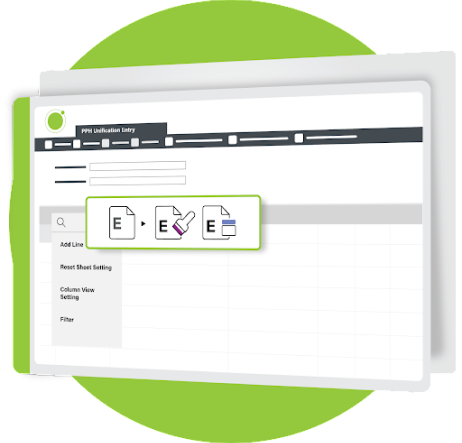 PPH Unification Entry
E
E
E
Add Line
Reset Sheet Setting
Column View
Setting
Filter